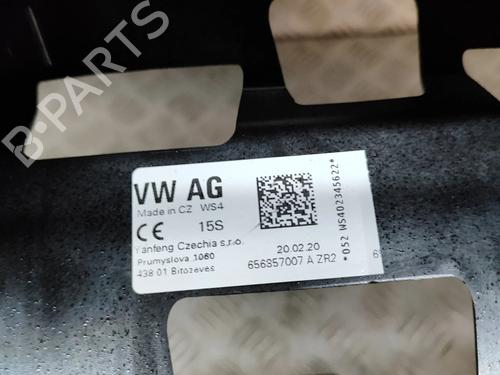 B-PARTS
VW AG
Made in CZ WS4
CE 15S
Yanfeng Czechia s.r.o.
Prumyslova 1060
438 01 Bitozeves
20.02.20
656857007 A ZR2
*052 WS402345622*